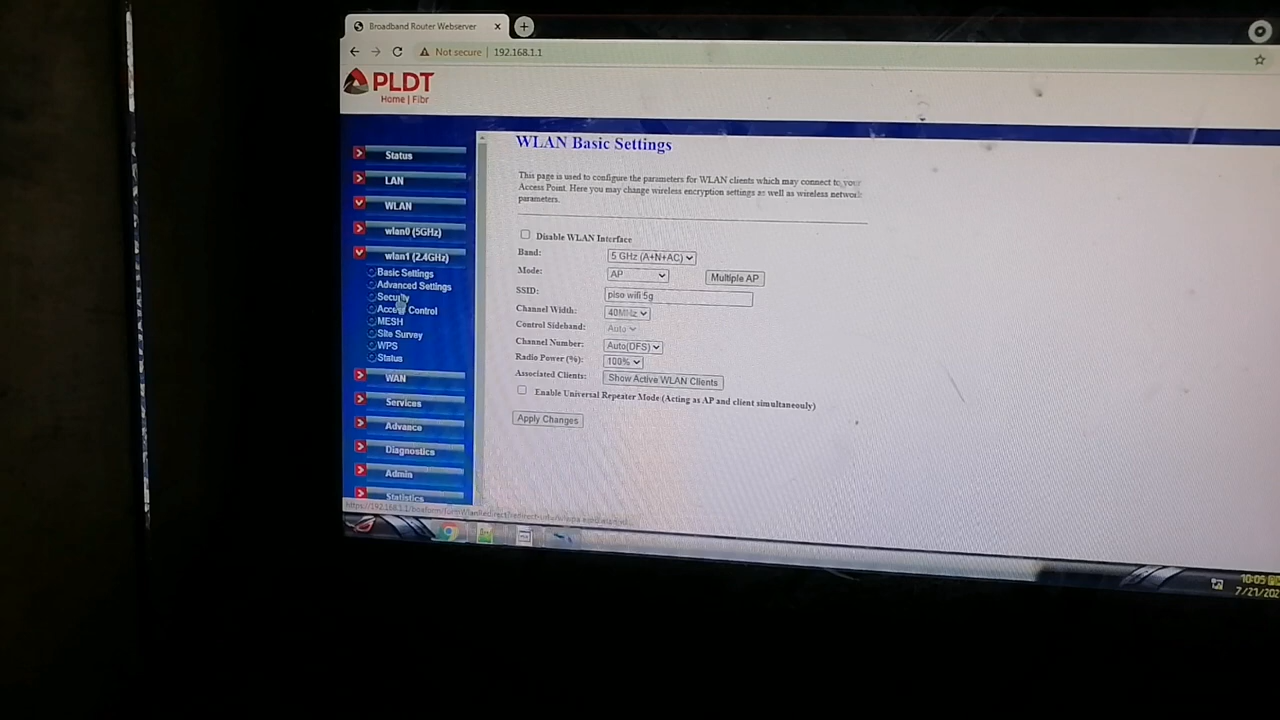 Broadband Router Webserver
Not secure | 192.168.1.1
PLDT
Home | Fibr
Status
LAN
WLAN
wlan0 (5GHz)
wlan1 (2.4GHz)
Basic Settings
Advanced Settings
Security
Access Control
MESH
Site Survey
WPS
Status
WAN
Services
Advance
Diagnostics
Admin
Statistics
WLAN Basic Settings
This page is used to configure the parameters for WLAN clients which may connect to your
Access Point. Here you may change wireless encryption settings as well as wireless network
parameters.
Disable WLAN Interface
Band: 5 GHz (A+N+AC)
Mode: AP Multiple AP
SSID: piso wifi 5g
Channel Width: 40MHz
Control Sideband: Auto
Channel Number: Auto(DFS)
Radio Power (%): 100%
Associated Clients: Show Active WLAN Clients
Enable Universal Repeater Mode (Acting as AP and client simultaneouly)
Apply Changes
10:05
7/21/202